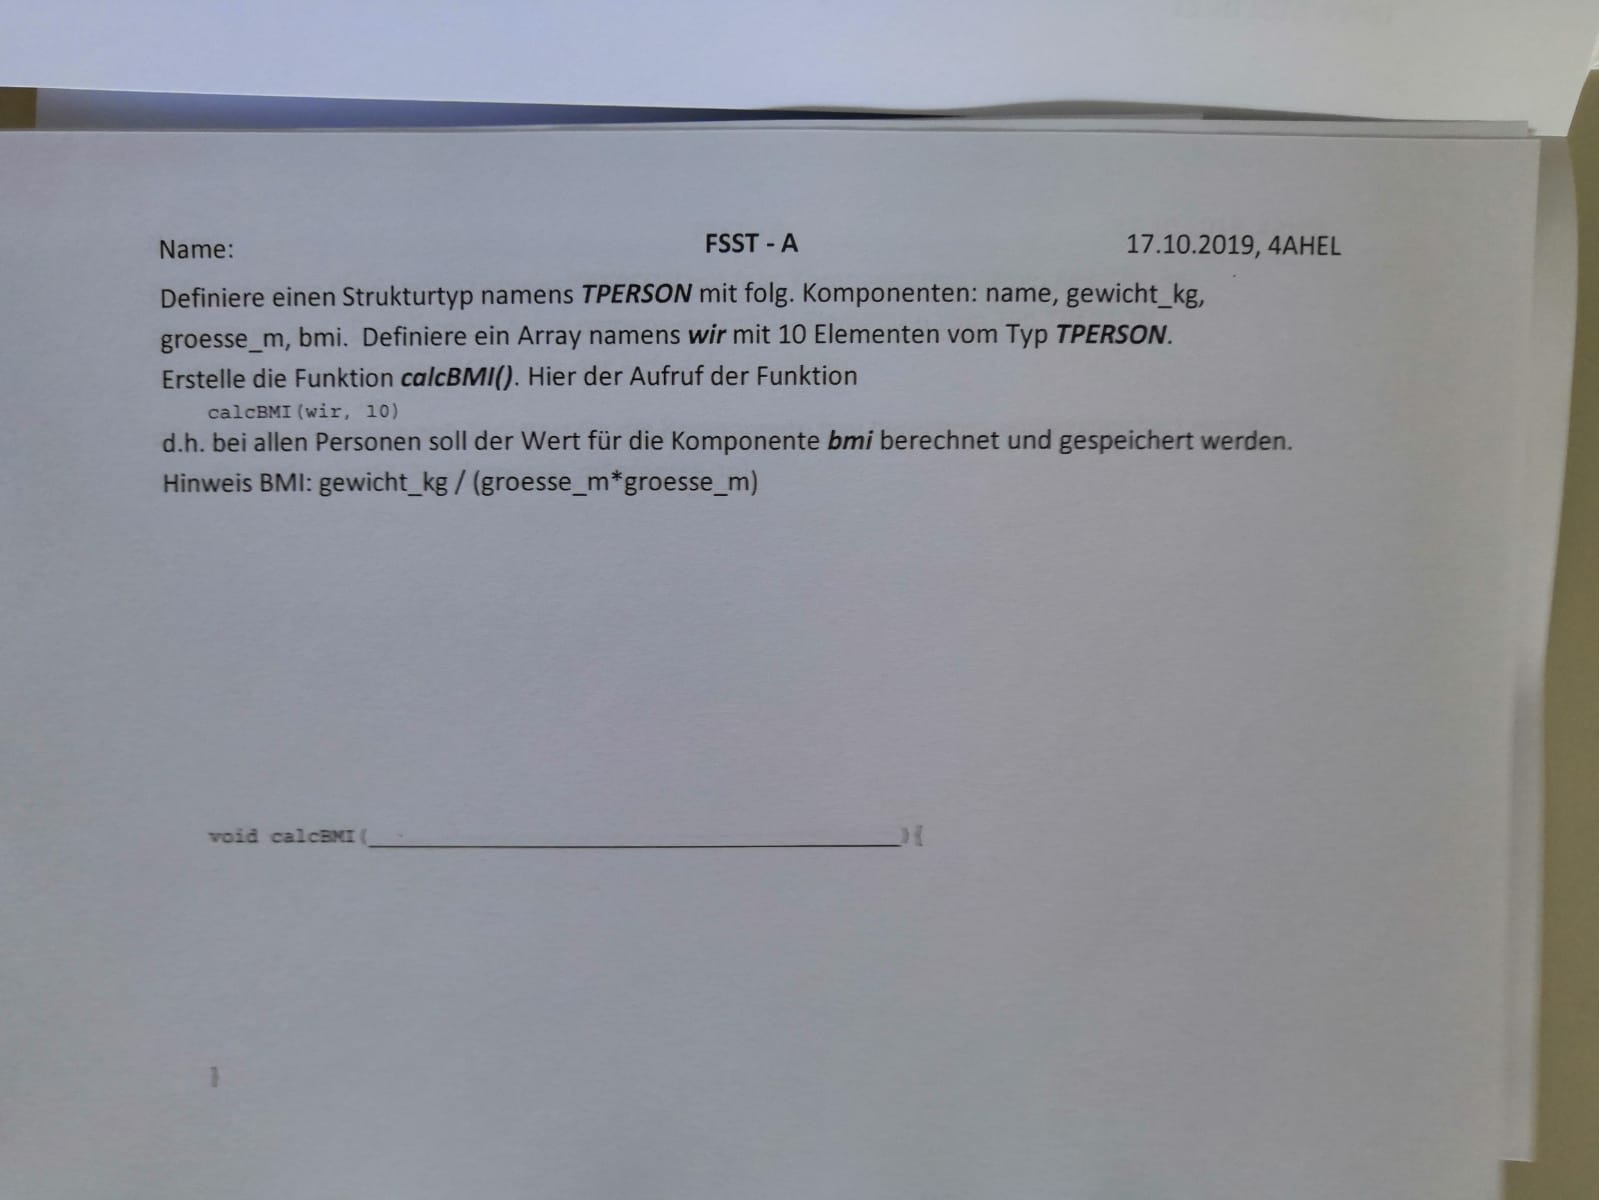 Name: FSST - A 17.10.2019, 4AHEL
Definiere einen Strukturtyp namens TPERSON mit folg. Komponenten: name, gewicht_kg,
groesse_m, bmi. Definiere ein Array namens wir mit 10 Elementen vom Typ TPERSON.
Erstelle die Funktion calcBMI(). Hier der Aufruf der Funktion
calcBMI(wir, 10)
d.h. bei allen Personen soll der Wert für die Komponente bmi berechnet und gespeichert werden.
Hinweis BMI: gewicht_kg / (groesse_m*groesse_m)
void calcBMI(____________________________________________){
}